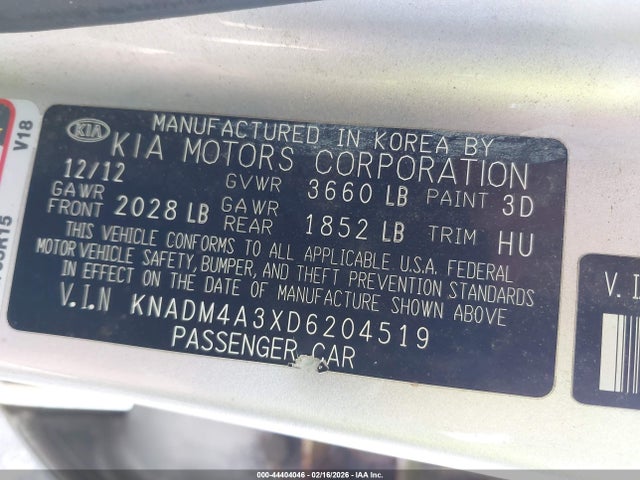 KIA
MANUFACTURED IN KOREA BY
KIA MOTORS CORPORATION
12/12 GVWR 3660 LB PAINT 3D
GAWR FRONT 2028 LB GAWR REAR 1852 LB TRIM HU
THIS VEHICLE CONFORMS TO ALL APPLICABLE U.S.A. FEDERAL
MOTOR VEHICLE SAFETY, BUMPER, AND THEFT PREVENTION STANDARDS
IN EFFECT ON THE DATE OF MANUFACTURE SHOWN ABOVE
V.I.N KNADM4A3XD6204519
PASSENGER CAR
V18
V.I
000-44404046 - 02/16/2026 - IAA Inc.